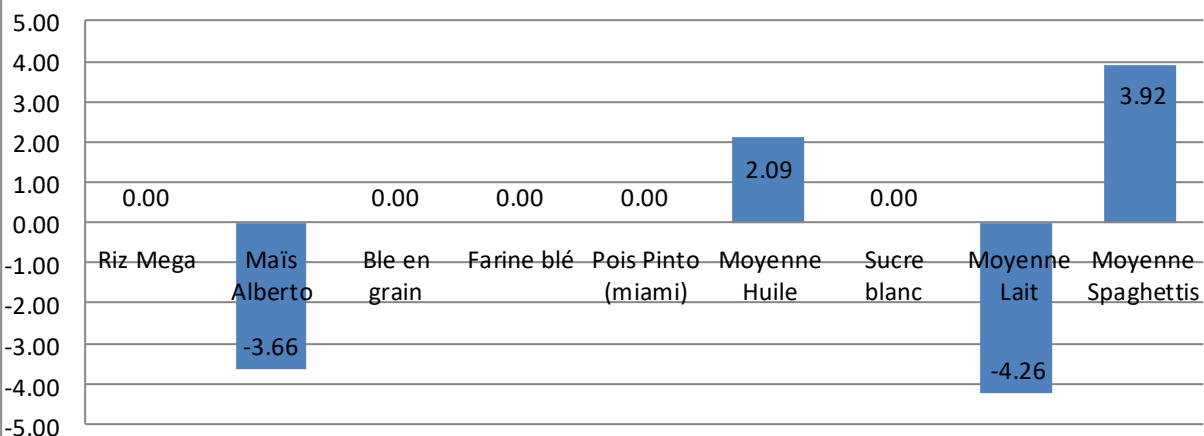 5.00
4.00
3.00
2.00
1.00
0.00
-1.00
-2.00
-3.00
-4.00
-5.00
0.00
-3.66
0.00
0.00
0.00
2.09
0.00
-4.26
3.92
Riz Mega
Maïs
Alberto
Ble en
grain
Farine blé
Pois Pinto
(miami)
Moyenne
Huile
Sucre
blanc
Moyenne
Lait
Moyenne
Spaghettis